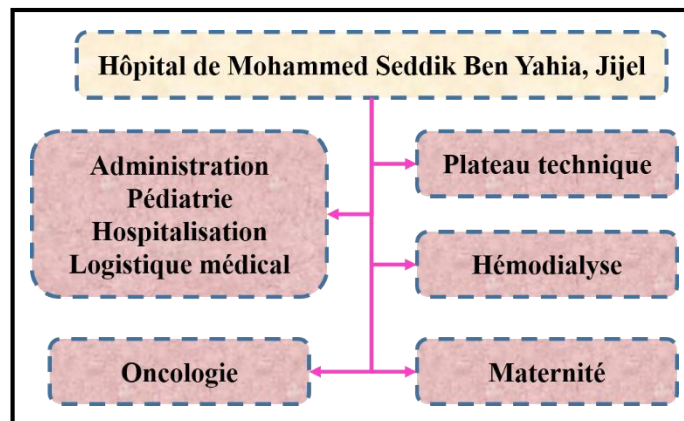 Hôpital de Mohammed Seddik Ben Yahia, Jijel
Administration
Pédiatrie
Hospitalisation
Logistique médical
Plateau technique
Hémodialyse
Oncologie
Maternité